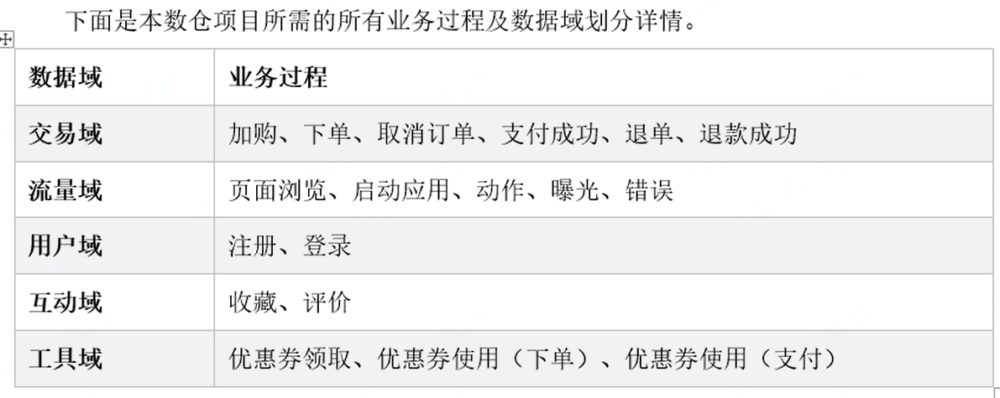 下面是本数仓项目所需的所有业务过程及数据域划分详情。
数据域 业务过程
交易域 加购、下单、取消订单、支付成功、退单、退款成功
流量域 页面浏览、启动应用、动作、曝光、错误
用户域 注册、登录
互动域 收藏、评价
工具域 优惠券领取、优惠券使用（下单）、优惠券使用（支付）